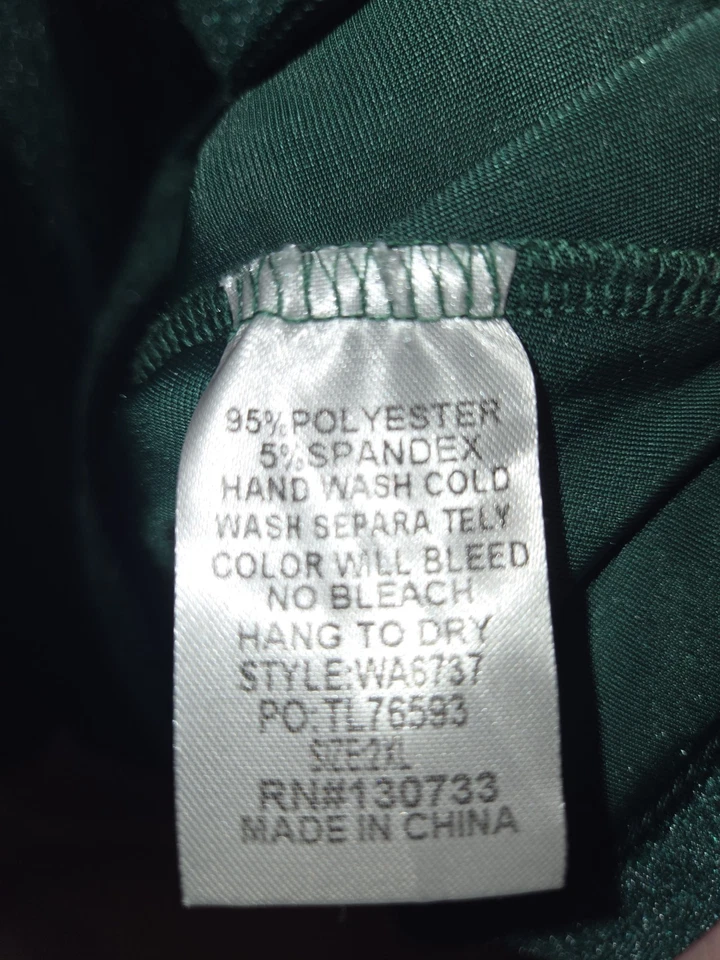 95% POLYESTER
5% SPANDEX
HAND WASH COLD
WASH SEPARA TELY
COLOR WILL BLEED
NO BLEACH
HANG TO DRY
STYLE:WA6737
PO:TL76593
SIZE:2XL
RN#130733
MADE IN CHINA